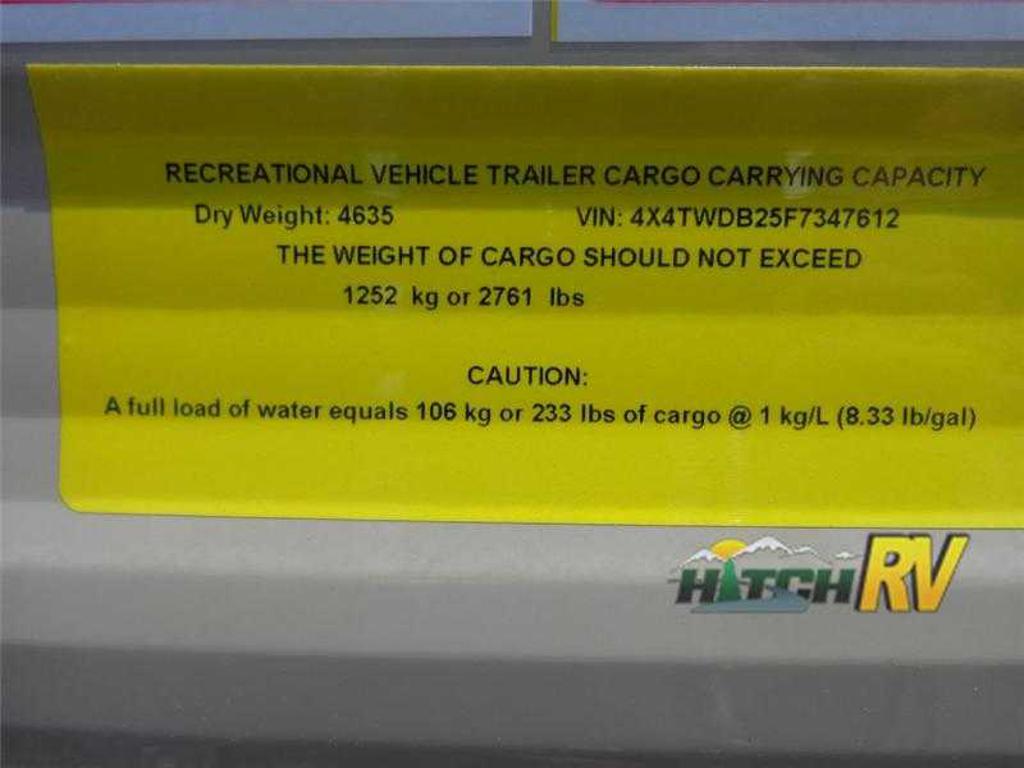 RECREATIONAL VEHICLE TRAILER CARGO CARRYING CAPACITY
Dry Weight: 4635 VIN: 4X4TWDB25F7347612
THE WEIGHT OF CARGO SHOULD NOT EXCEED
1252 kg or 2761 lbs
CAUTION:
A full load of water equals 106 kg or 233 lbs of cargo @ 1 kg/L (8.33 lb/gal)
HITCH RV